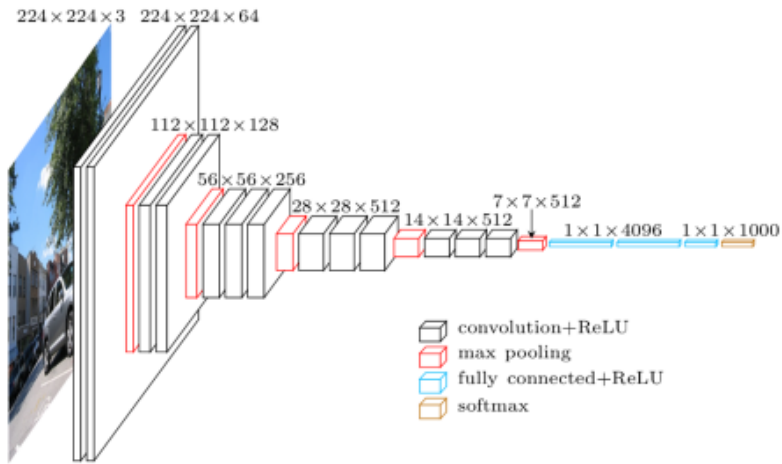 224×224×3
224×224×64
112×112×128
56×56×256
28×28×512
14×14×512
7×7×512
1×1×4096
1×1×1000
convolution+ReLU
max pooling
fully connected+ReLU
softmax